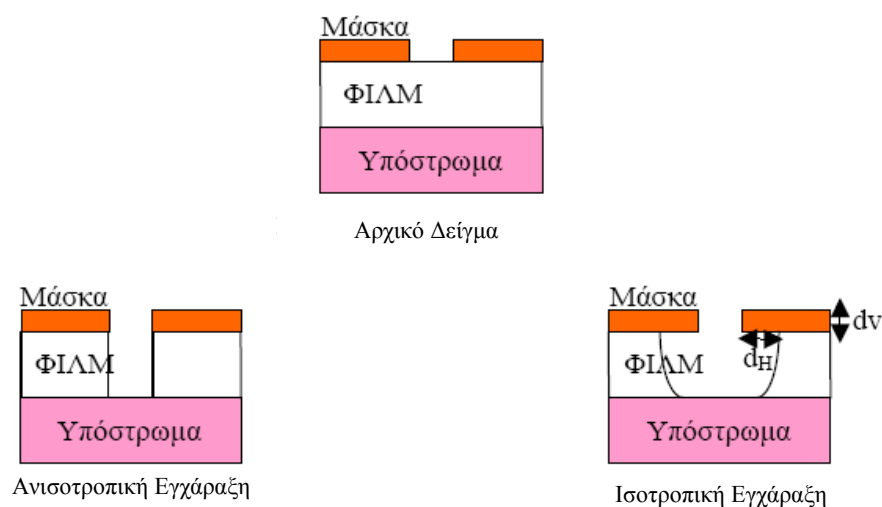 Μάσκα
ΦΙΛΜ
Υπόστρωμα
Αρχικό Δείγμα
Μάσκα
ΦΙΛΜ
Υπόστρωμα
Ανισοτροπική Εγχάραξη
Μάσκα
dv
ΦΙΛΜ
dH
Υπόστρωμα
Ισοτροπική Εγχάραξη